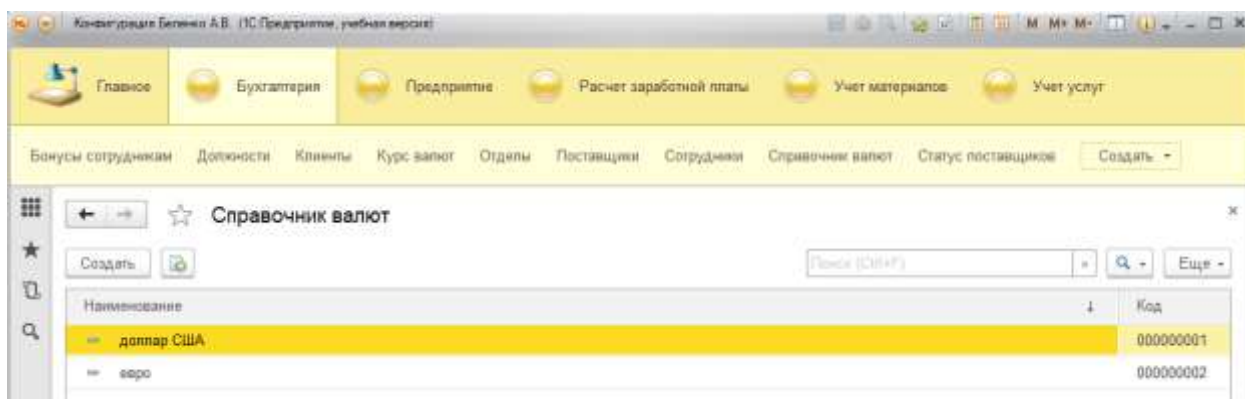 Конфигурация Беленко А.В. (1С:Предприятие, учебная версия) M M+ M-
Главное Бухгалтерия Предприятие Расчет заработной платы Учет материалов Учет услуг
Бонусы сотрудникам Должности Клиенты Курс валют Отделы Поставщики Сотрудники Справочник валют Статус поставщиков Создать
Справочник валют
Создать Поиск (Ctrl+F) Еще
Наименование Код
доллар США 000000001
евро 000000002